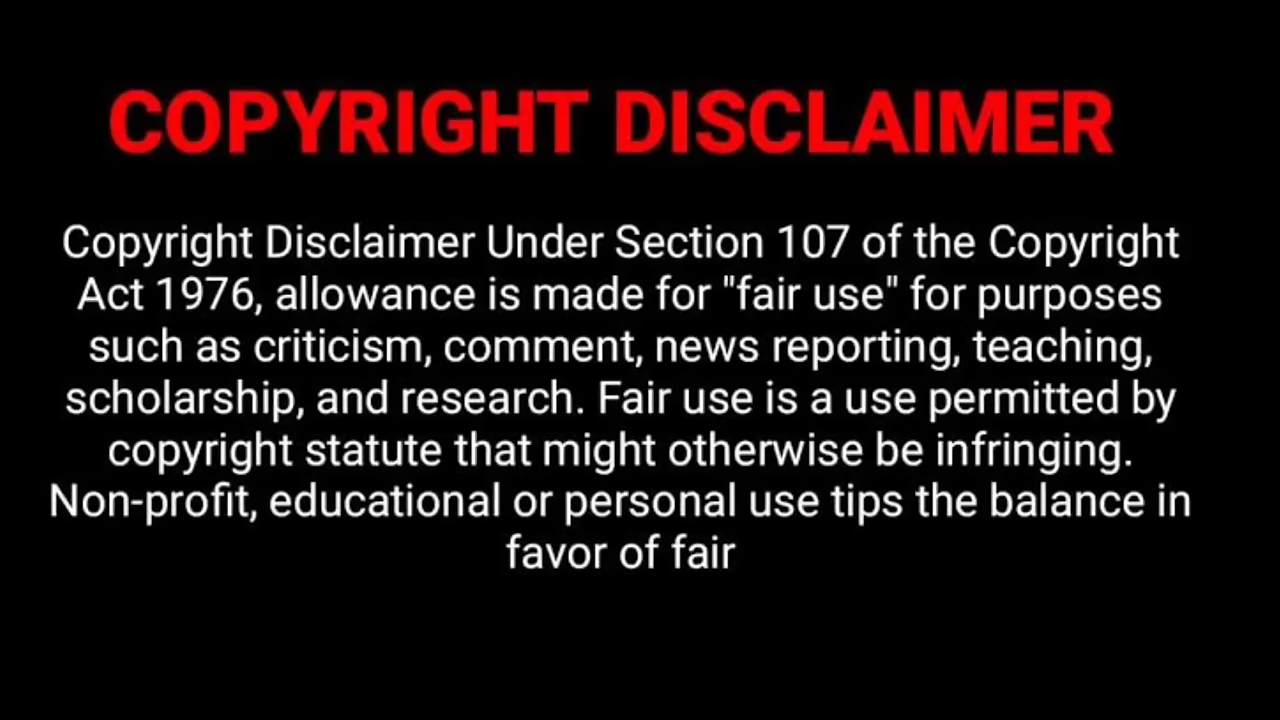 COPYRIGHT DISCLAIMER
Copyright Disclaimer Under Section 107 of the Copyright
Act 1976, allowance is made for "fair use" for purposes
such as criticism, comment, news reporting, teaching,
scholarship, and research. Fair use is a use permitted by
copyright statute that might otherwise be infringing.
Non-profit, educational or personal use tips the balance in
favor of fair